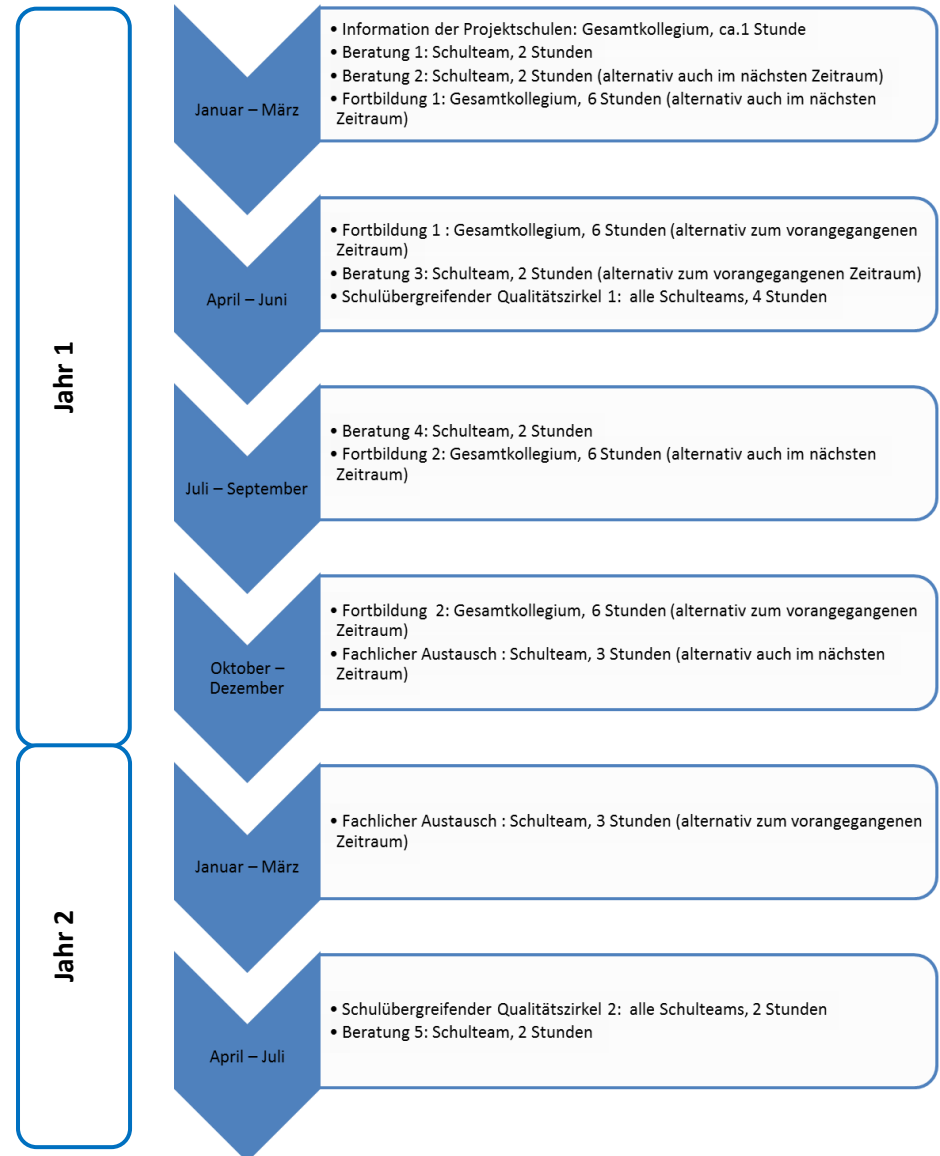 Jahr 1
Januar – März
• Information der Projektschulen: Gesamtkollegium, ca.1 Stunde
• Beratung 1: Schulteam, 2 Stunden
• Beratung 2: Schulteam, 2 Stunden (alternativ auch im nächsten Zeitraum)
• Fortbildung 1: Gesamtkollegium, 6 Stunden (alternativ auch im nächsten
Zeitraum)
April – Juni
• Fortbildung 1 : Gesamtkollegium, 6 Stunden (alternativ zum vorangegangenen
Zeitraum)
• Beratung 3: Schulteam, 2 Stunden (alternativ zum vorangegangenen Zeitraum)
• Schulübergreifender Qualitätszirkel 1: alle Schulteams, 4 Stunden
Juli – September
• Beratung 4: Schulteam, 2 Stunden
• Fortbildung 2: Gesamtkollegium, 6 Stunden (alternativ auch im nächsten
Zeitraum)
Oktober –
Dezember
• Fortbildung 2: Gesamtkollegium, 6 Stunden (alternativ zum vorangegangenen
Zeitraum)
• Fachlicher Austausch : Schulteam, 3 Stunden (alternativ auch im nächsten
Zeitraum)
Jahr 2
Januar – März
• Fachlicher Austausch : Schulteam, 3 Stunden (alternativ zum vorangegangenen
Zeitraum)
April – Juli
• Schulübergreifender Qualitätszirkel 2: alle Schulteams, 2 Stunden
• Beratung 5: Schulteam, 2 Stunden